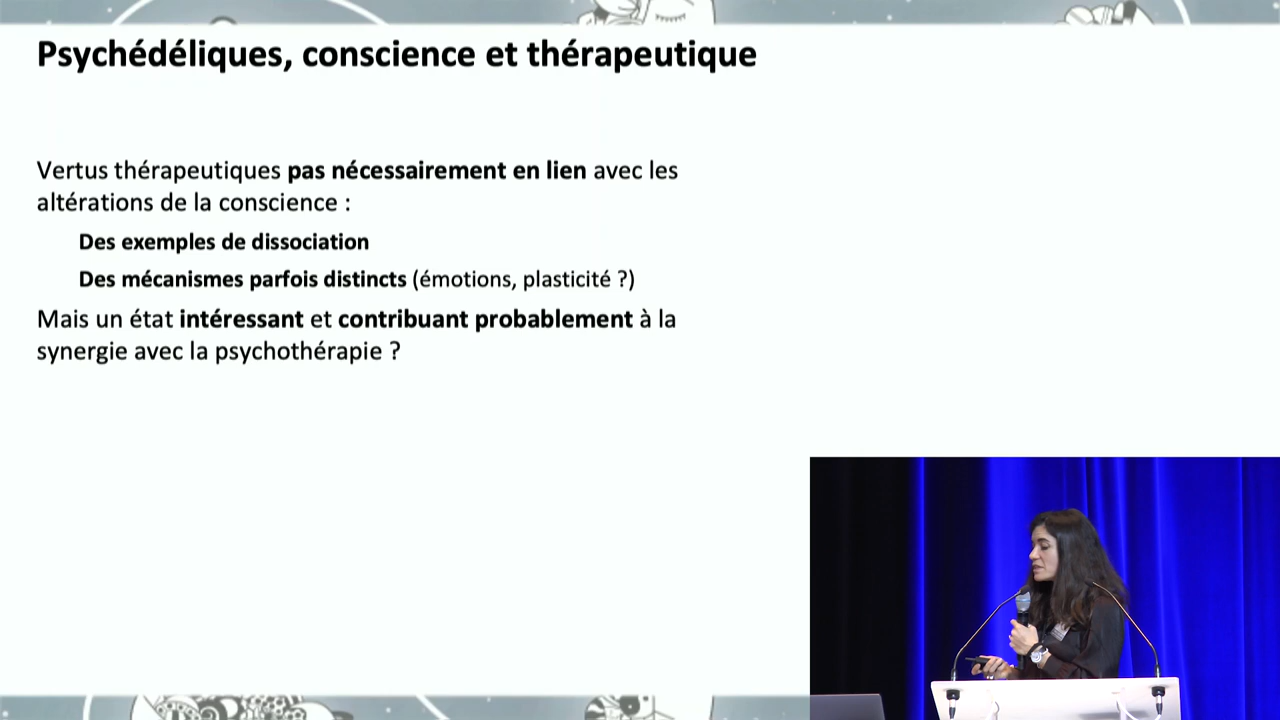 Psychédéliques, conscience et thérapeutique
Vertus thérapeutiques pas nécessairement en lien avec les
altérations de la conscience :
Des exemples de dissociation
Des mécanismes parfois distincts (émotions, plasticité ?)
Mais un état intéressant et contribuant probablement à la
synergie avec la psychothérapie ?